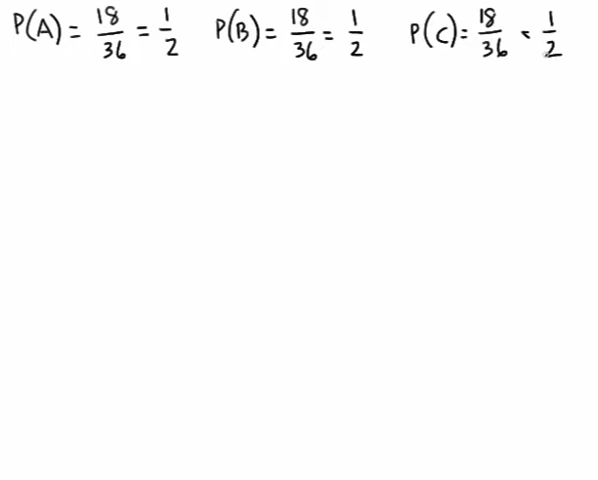 P(A) = 18/36 = 1/2   P(B) = 18/36 = 1/2   P(C) = 18/36 = 1/2